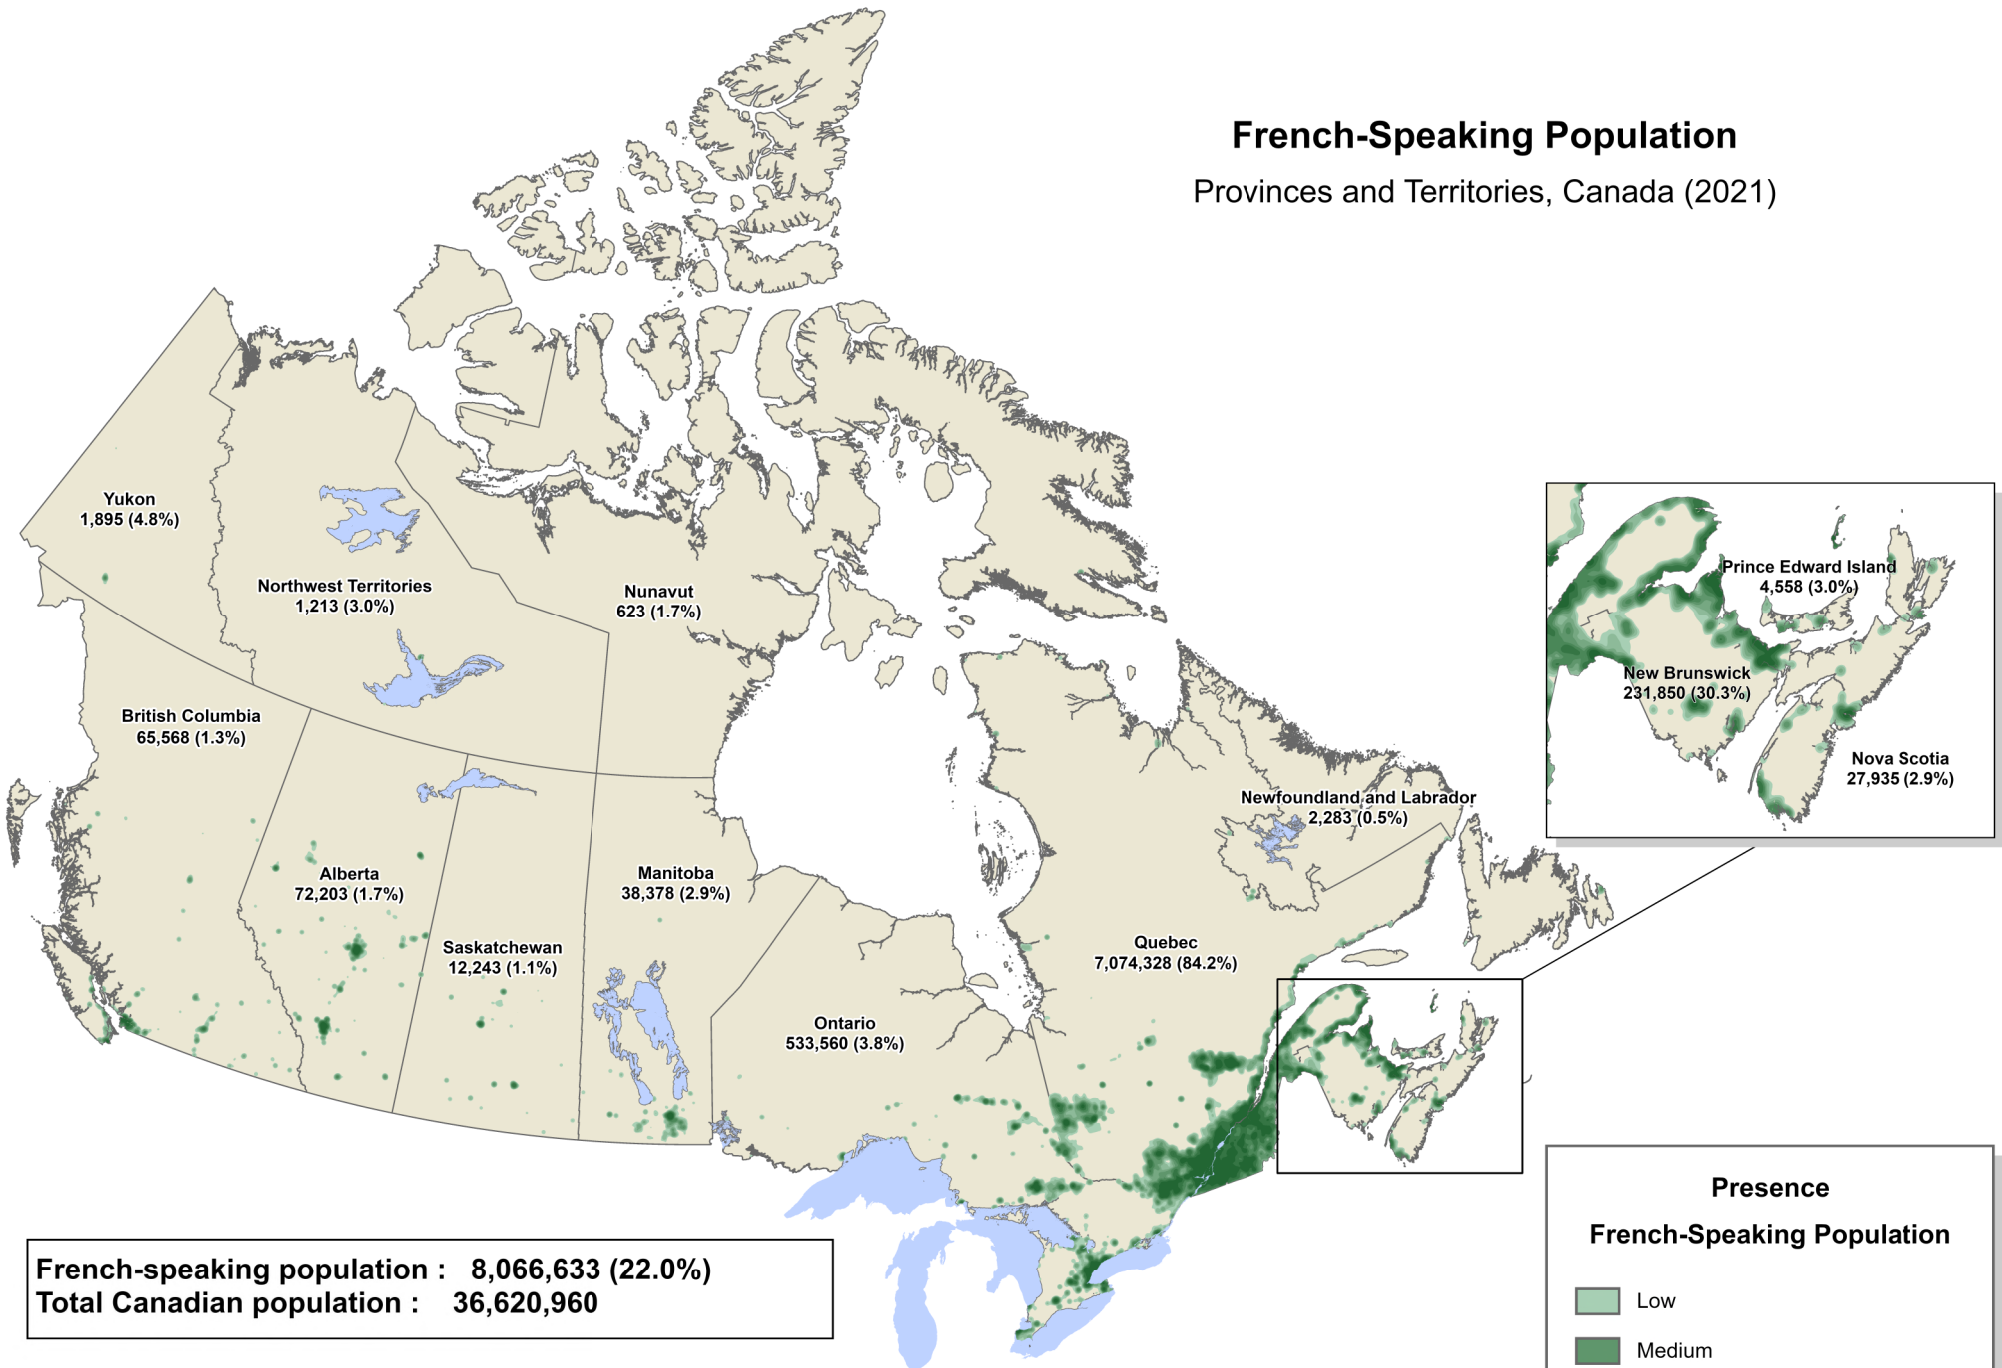 French-Speaking Population
Provinces and Territories, Canada (2021)
Yukon
1,895 (4.8%)
Northwest Territories
1,213 (3.0%)
Nunavut
623 (1.7%)
British Columbia
65,568 (1.3%)
Alberta
72,203 (1.7%)
Saskatchewan
12,243 (1.1%)
Manitoba
38,378 (2.9%)
Ontario
533,560 (3.8%)
Quebec
7,074,328 (84.2%)
Newfoundland and Labrador
2,283 (0.5%)
Prince Edward Island
4,558 (3.0%)
New Brunswick
231,850 (30.3%)
Nova Scotia
27,935 (2.9%)
French-speaking population : 8,066,633 (22.0%)
Total Canadian population : 36,620,960
Presence
French-Speaking Population
Low
Medium